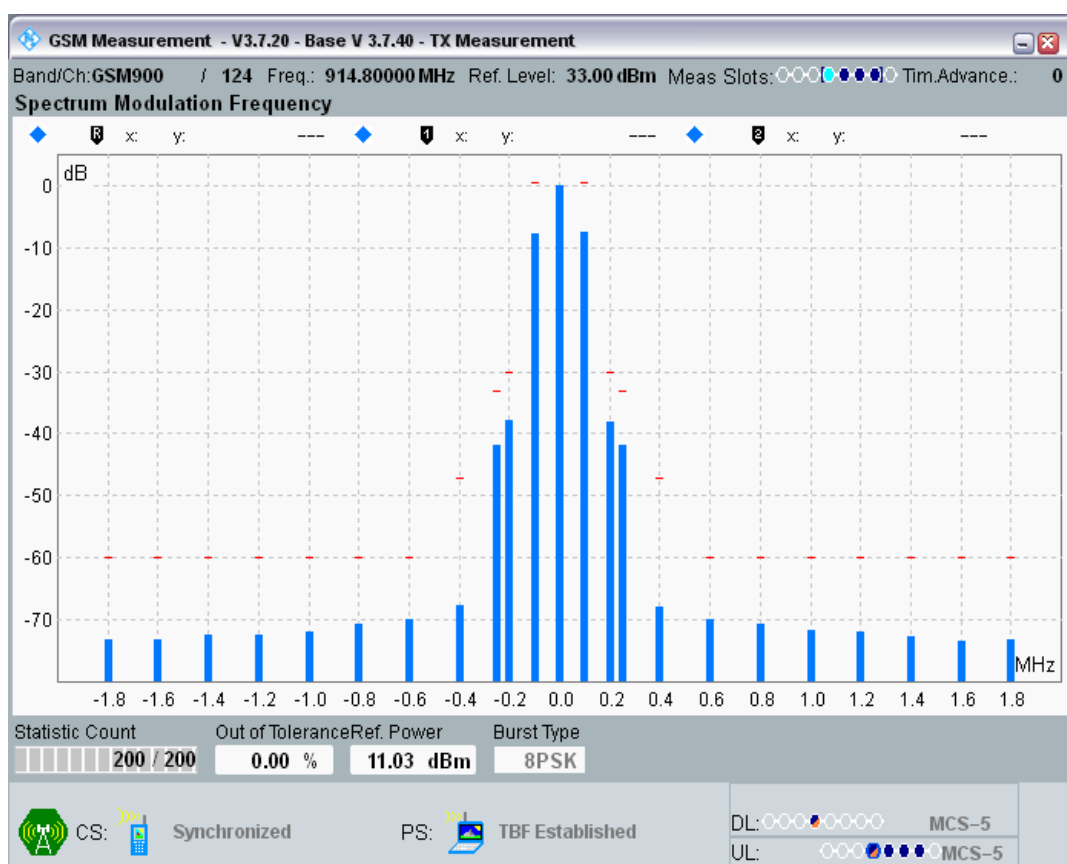 GSM Measurement - V3.7.20 - Base V 3.7.40 - TX Measurement
Band/Ch:GSM900 / 124 Freq.: 914.80000 MHz Ref. Level: 33.00 dBm Meas Slots: Tim.Advance.: 0
Spectrum Modulation Frequency
R x: y: --- 1 x: y: --- 2 x: y: ---
dB
0
-10
-20
-30
-40
-50
-60
-70
MHz
-1.8 -1.6 -1.4 -1.2 -1.0 -0.8 -0.6 -0.4 -0.2 0.0 0.2 0.4 0.6 0.8 1.0 1.2 1.4 1.6 1.8
Statistic Count Out of Tolerance Ref. Power Burst Type
200 / 200 0.00 % 11.03 dBm 8PSK
CS: Synchronized PS: TBF Established
DL: MCS-5
UL: MCS-5